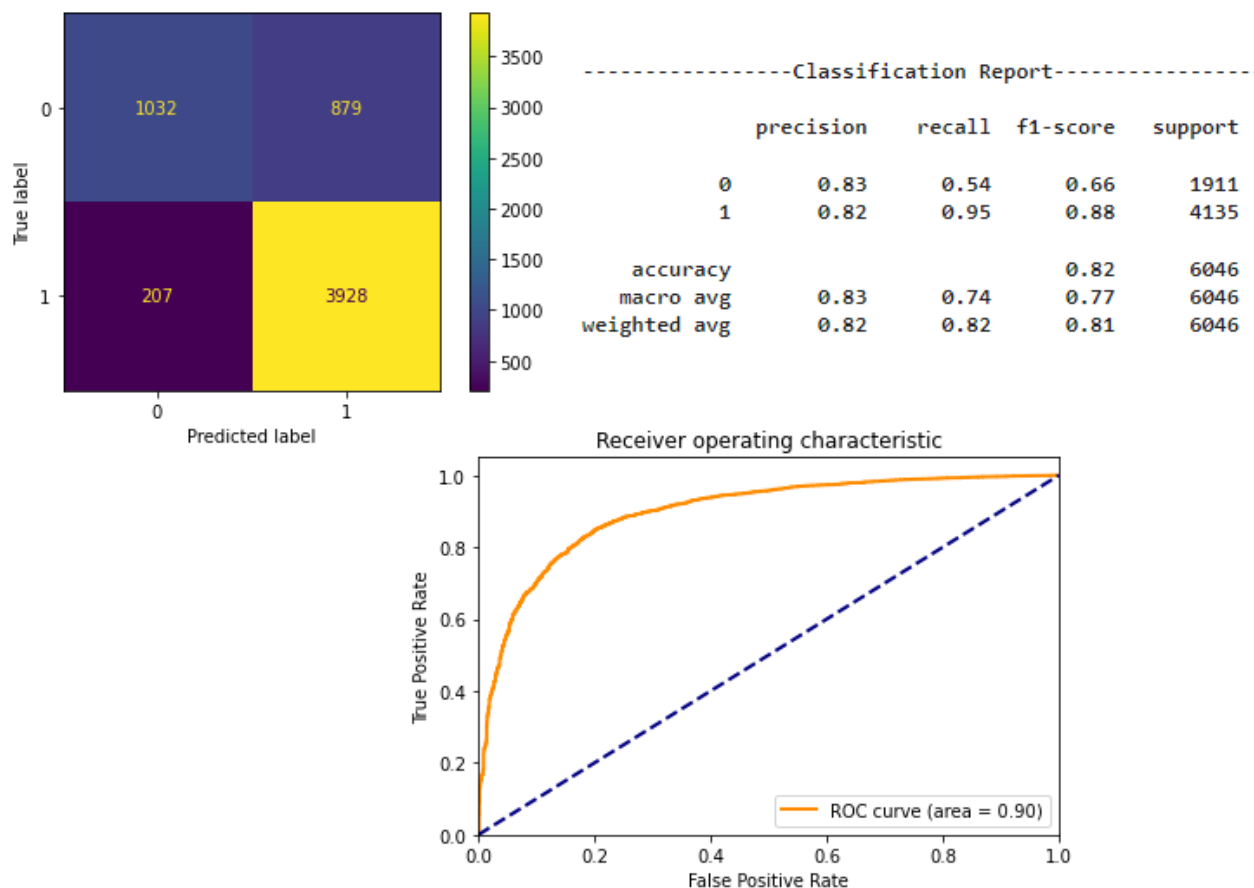 3500
3000
2500
2000
1500
1000
500
0
1032 879
1
207 3928
0 1
True label
Predicted label
-----------------Classification Report----------------
precision recall f1-score support
0 0.83 0.54 0.66 1911
1 0.82 0.95 0.88 4135
accuracy 0.82 6046
macro avg 0.83 0.74 0.77 6046
weighted avg 0.82 0.82 0.81 6046
Receiver operating characteristic
1.0
0.8
0.6
0.4
0.2
0.0
True Positive Rate
ROC curve (area = 0.90)
0.0 0.2 0.4 0.6 0.8 1.0
False Positive Rate